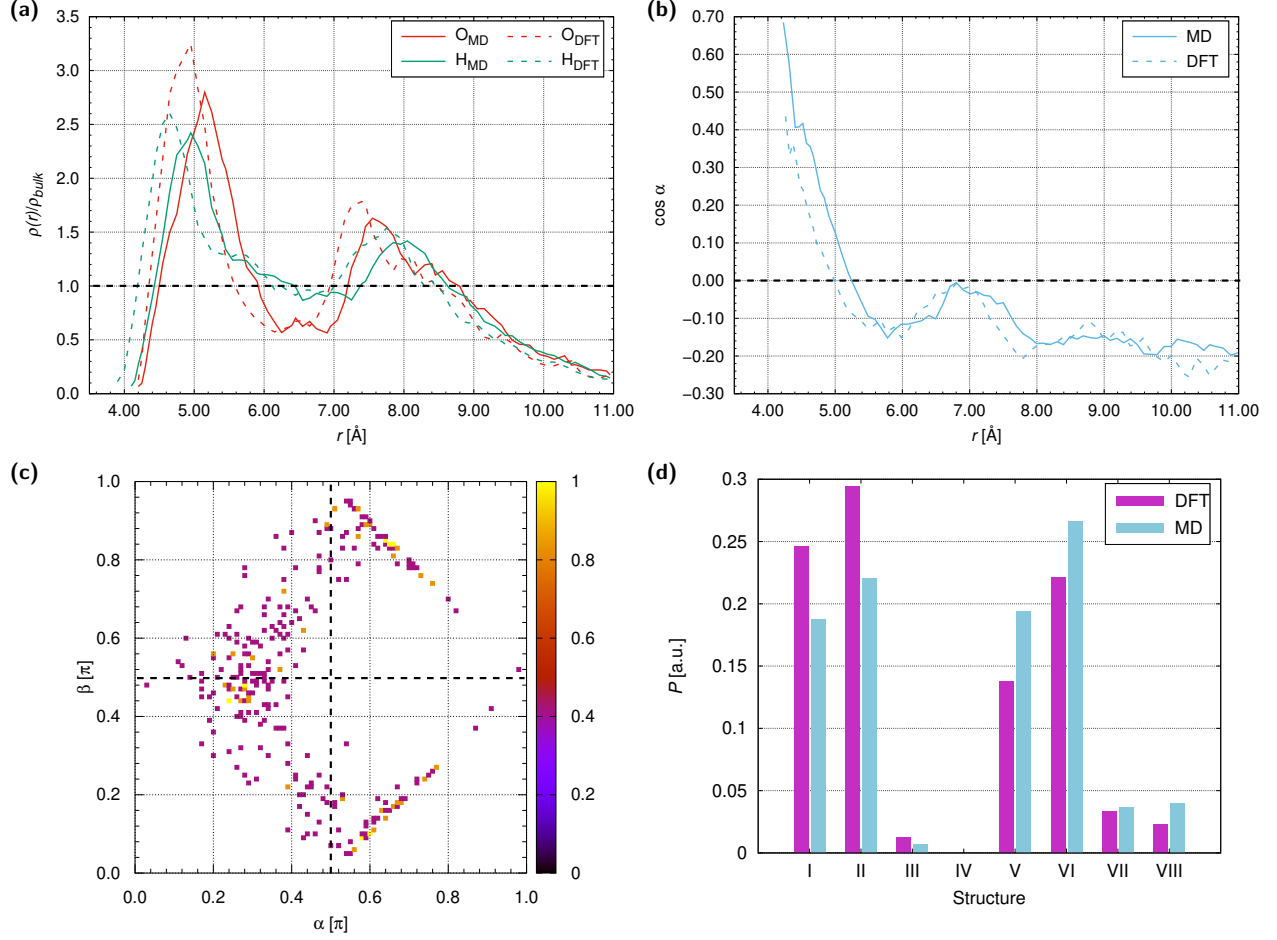 (a)
3.5
3.0
2.5
2.0
1.5
1.0
0.5
0.0
ρ(r)/ρbulk
OMD
HMD
ODFT
HDFT
4.00 5.00 6.00 7.00 8.00 9.00 10.00 11.00
r [Å]
(b)
0.70
0.60
0.50
0.40
0.30
0.20
0.10
0.00
−0.10
−0.20
−0.30
cos α
MD
DFT
4.00 5.00 6.00 7.00 8.00 9.00 10.00 11.00
r [Å]
(c)
1.0
0.8
0.6
0.4
0.2
0.0
β [π]
0.0 0.2 0.4 0.6 0.8 1.0
α [π]
1
0.8
0.6
0.4
0.2
0
(d)
0.3
0.25
0.2
0.15
0.1
0.05
0
P [a.u.]
DFT
MD
I II III IV V VI VII VIII
Structure